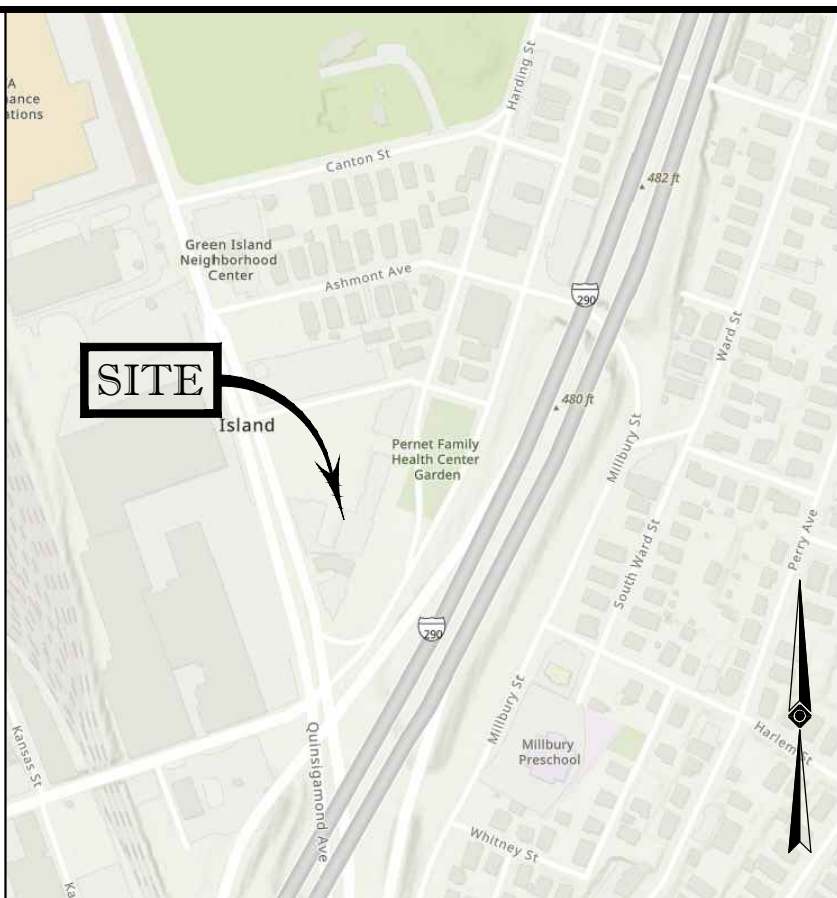 Harding St
A
ance
ations
Canton St
482 ft
Green Island
Neighborhood
Center
Ashmont Ave
290
Ward St
SITE
480 ft
Island
Pernet Family
Health Center
Garden
Millbury St
Perry Ave
South Ward St
290
Millbury St
Quinsigamond Ave
Kansas St
Millbury
Preschool
Harlem St
Whitney St
Ka